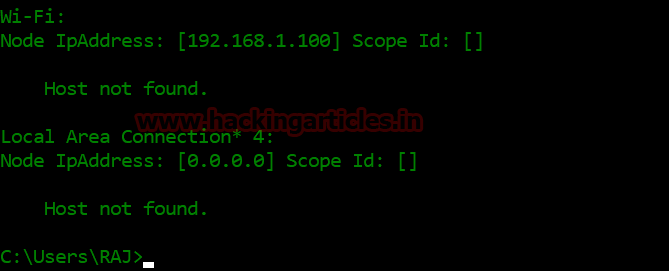 Wi-Fi:
Node IpAddress: [192.168.1.100] Scope Id: []
Host not found.
www.hackingarticles.in
Local Area Connection* 4:
Node IpAddress: [0.0.0.0] Scope Id: []
Host not found.
C:\Users\RAJ>